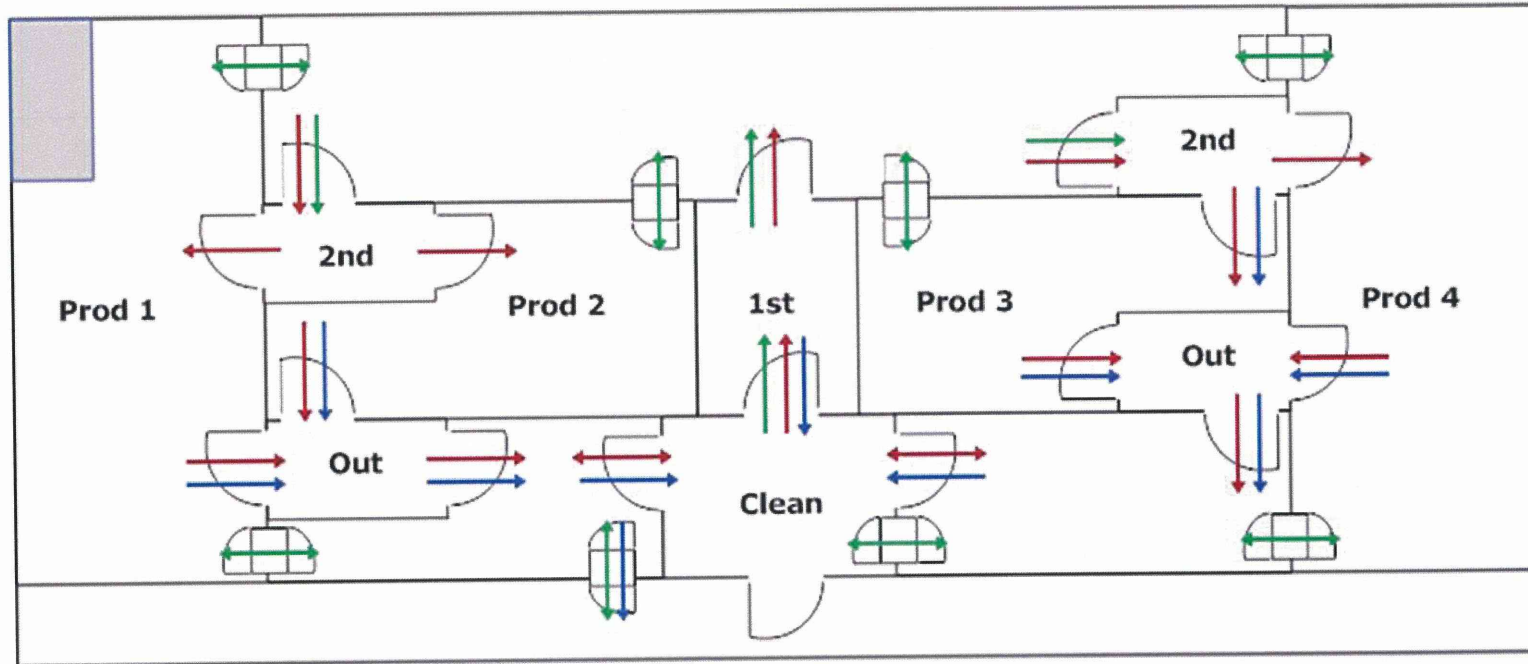 2nd
2nd
Prod 1
Prod 2
1st
Prod 3
Prod 4
Out
Out
Clean